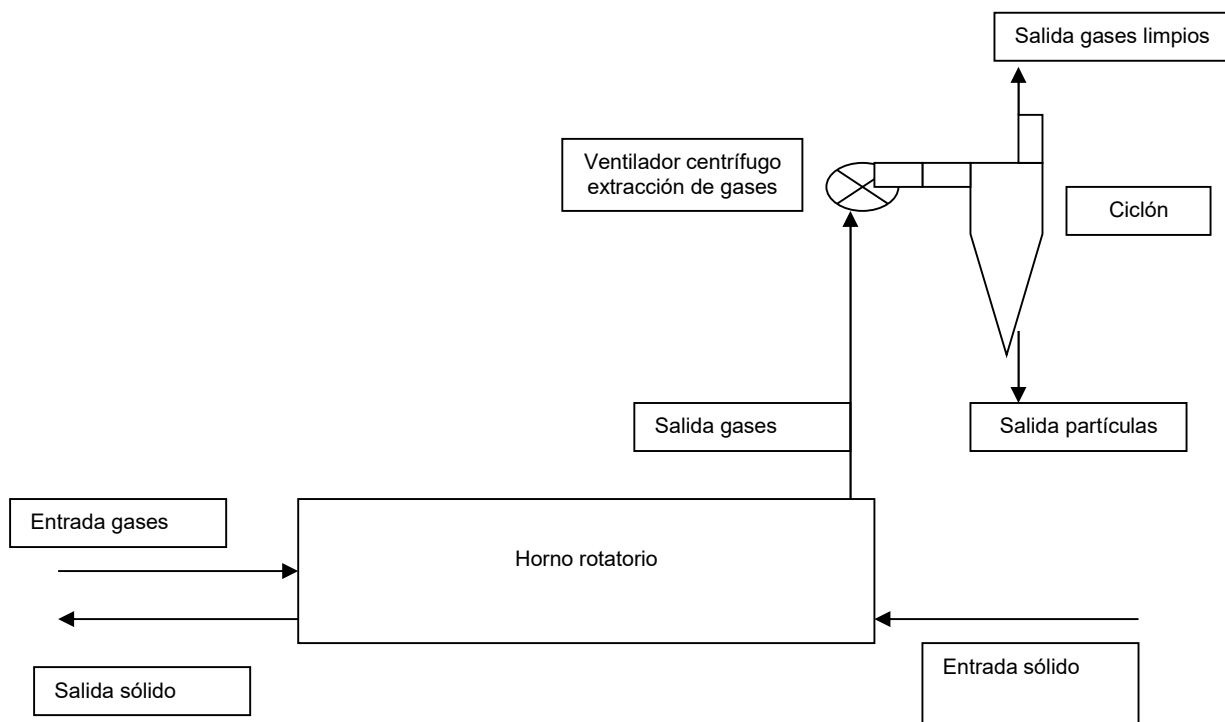 Salida gases limpios
Ventilador centrífugo
extracción de gases
Ciclón
Salida gases
Salida partículas
Entrada gases
Horno rotatorio
Entrada sólido
Salida sólido